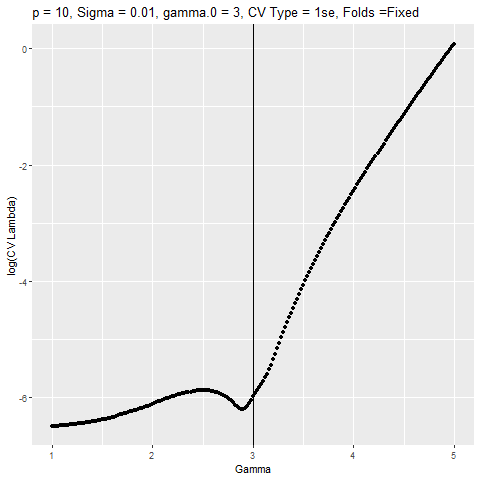 p = 10, Sigma = 0.01, gamma.0 = 3, CV Type = 1se, Folds =Fixed
log(CV Lambda)
0
-2
-4
-6
1 2 3 4 5
Gamma